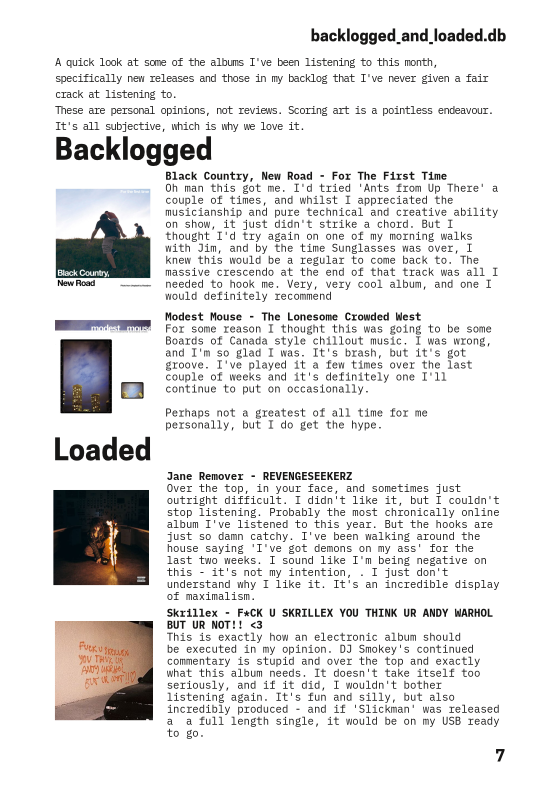 backlogged_and_loaded.db
A quick look at some of the albums I've been listening to this month,
specifically new releases and those in my backlog that I've never given a fair
crack at listening to.
These are personal opinions, not reviews. Scoring art is a pointless endeavour.
It's all subjective, which is why we love it.
Backlogged
Black Country,
New Road
Black Country, New Road - For The First Time
Oh man this got me. I'd tried 'Ants from Up There' a
couple of times, and whilst I appreciated the
musicianship and pure technical and creative ability
on show, it just didn't strike a chord. But I
thought I'd try again on one of my morning walks
with Jim, and by the time Sunglasses was over, I
knew this would be a regular to come back to. The
massive crescendo at the end of that track was all I
needed to hook me. Very, very cool album, and one I
would definitely recommend
modest mouse
Modest Mouse - The Lonesome Crowded West
For some reason I thought this was going to be some
Boards of Canada style chillout music. I was wrong,
and I'm so glad I was. It's brash, but it's got
groove. I've played it a few times over the last
couple of weeks and it's definitely one I'll
continue to put on occasionally.
Perhaps not a greatest of all time for me
personally, but I do get the hype.
Loaded
Jane Remover - REVENGESEEKERZ
Over the top, in your face, and sometimes just
outright difficult. I didn't like it, but I couldn't
stop listening. Probably the most chronically online
album I've listened to this year. But the hooks are
just so damn catchy. I've been walking around the
house saying 'I've got demons on my ass' for the
last two weeks. I sound like I'm being negative on
this - it's not my intention, . I just don't
understand why I like it. It's an incredible display
of maximalism.
FUCK U SKRILLEX
YOU THINK UR
ANDY WARHOL
BUT UR NOT!!
Skrillex - F★CK U SKRILLEX YOU THINK UR ANDY WARHOL
BUT UR NOT!! <3
This is exactly how an electronic album should
be executed in my opinion. DJ Smokey's continued
commentary is stupid and over the top and exactly
what this album needs. It doesn't take itself too
seriously, and if it did, I wouldn't bother
listening again. It's fun and silly, but also
incredibly produced - and if 'Slickman' was released
a  a full length single, it would be on my USB ready
to go.
7